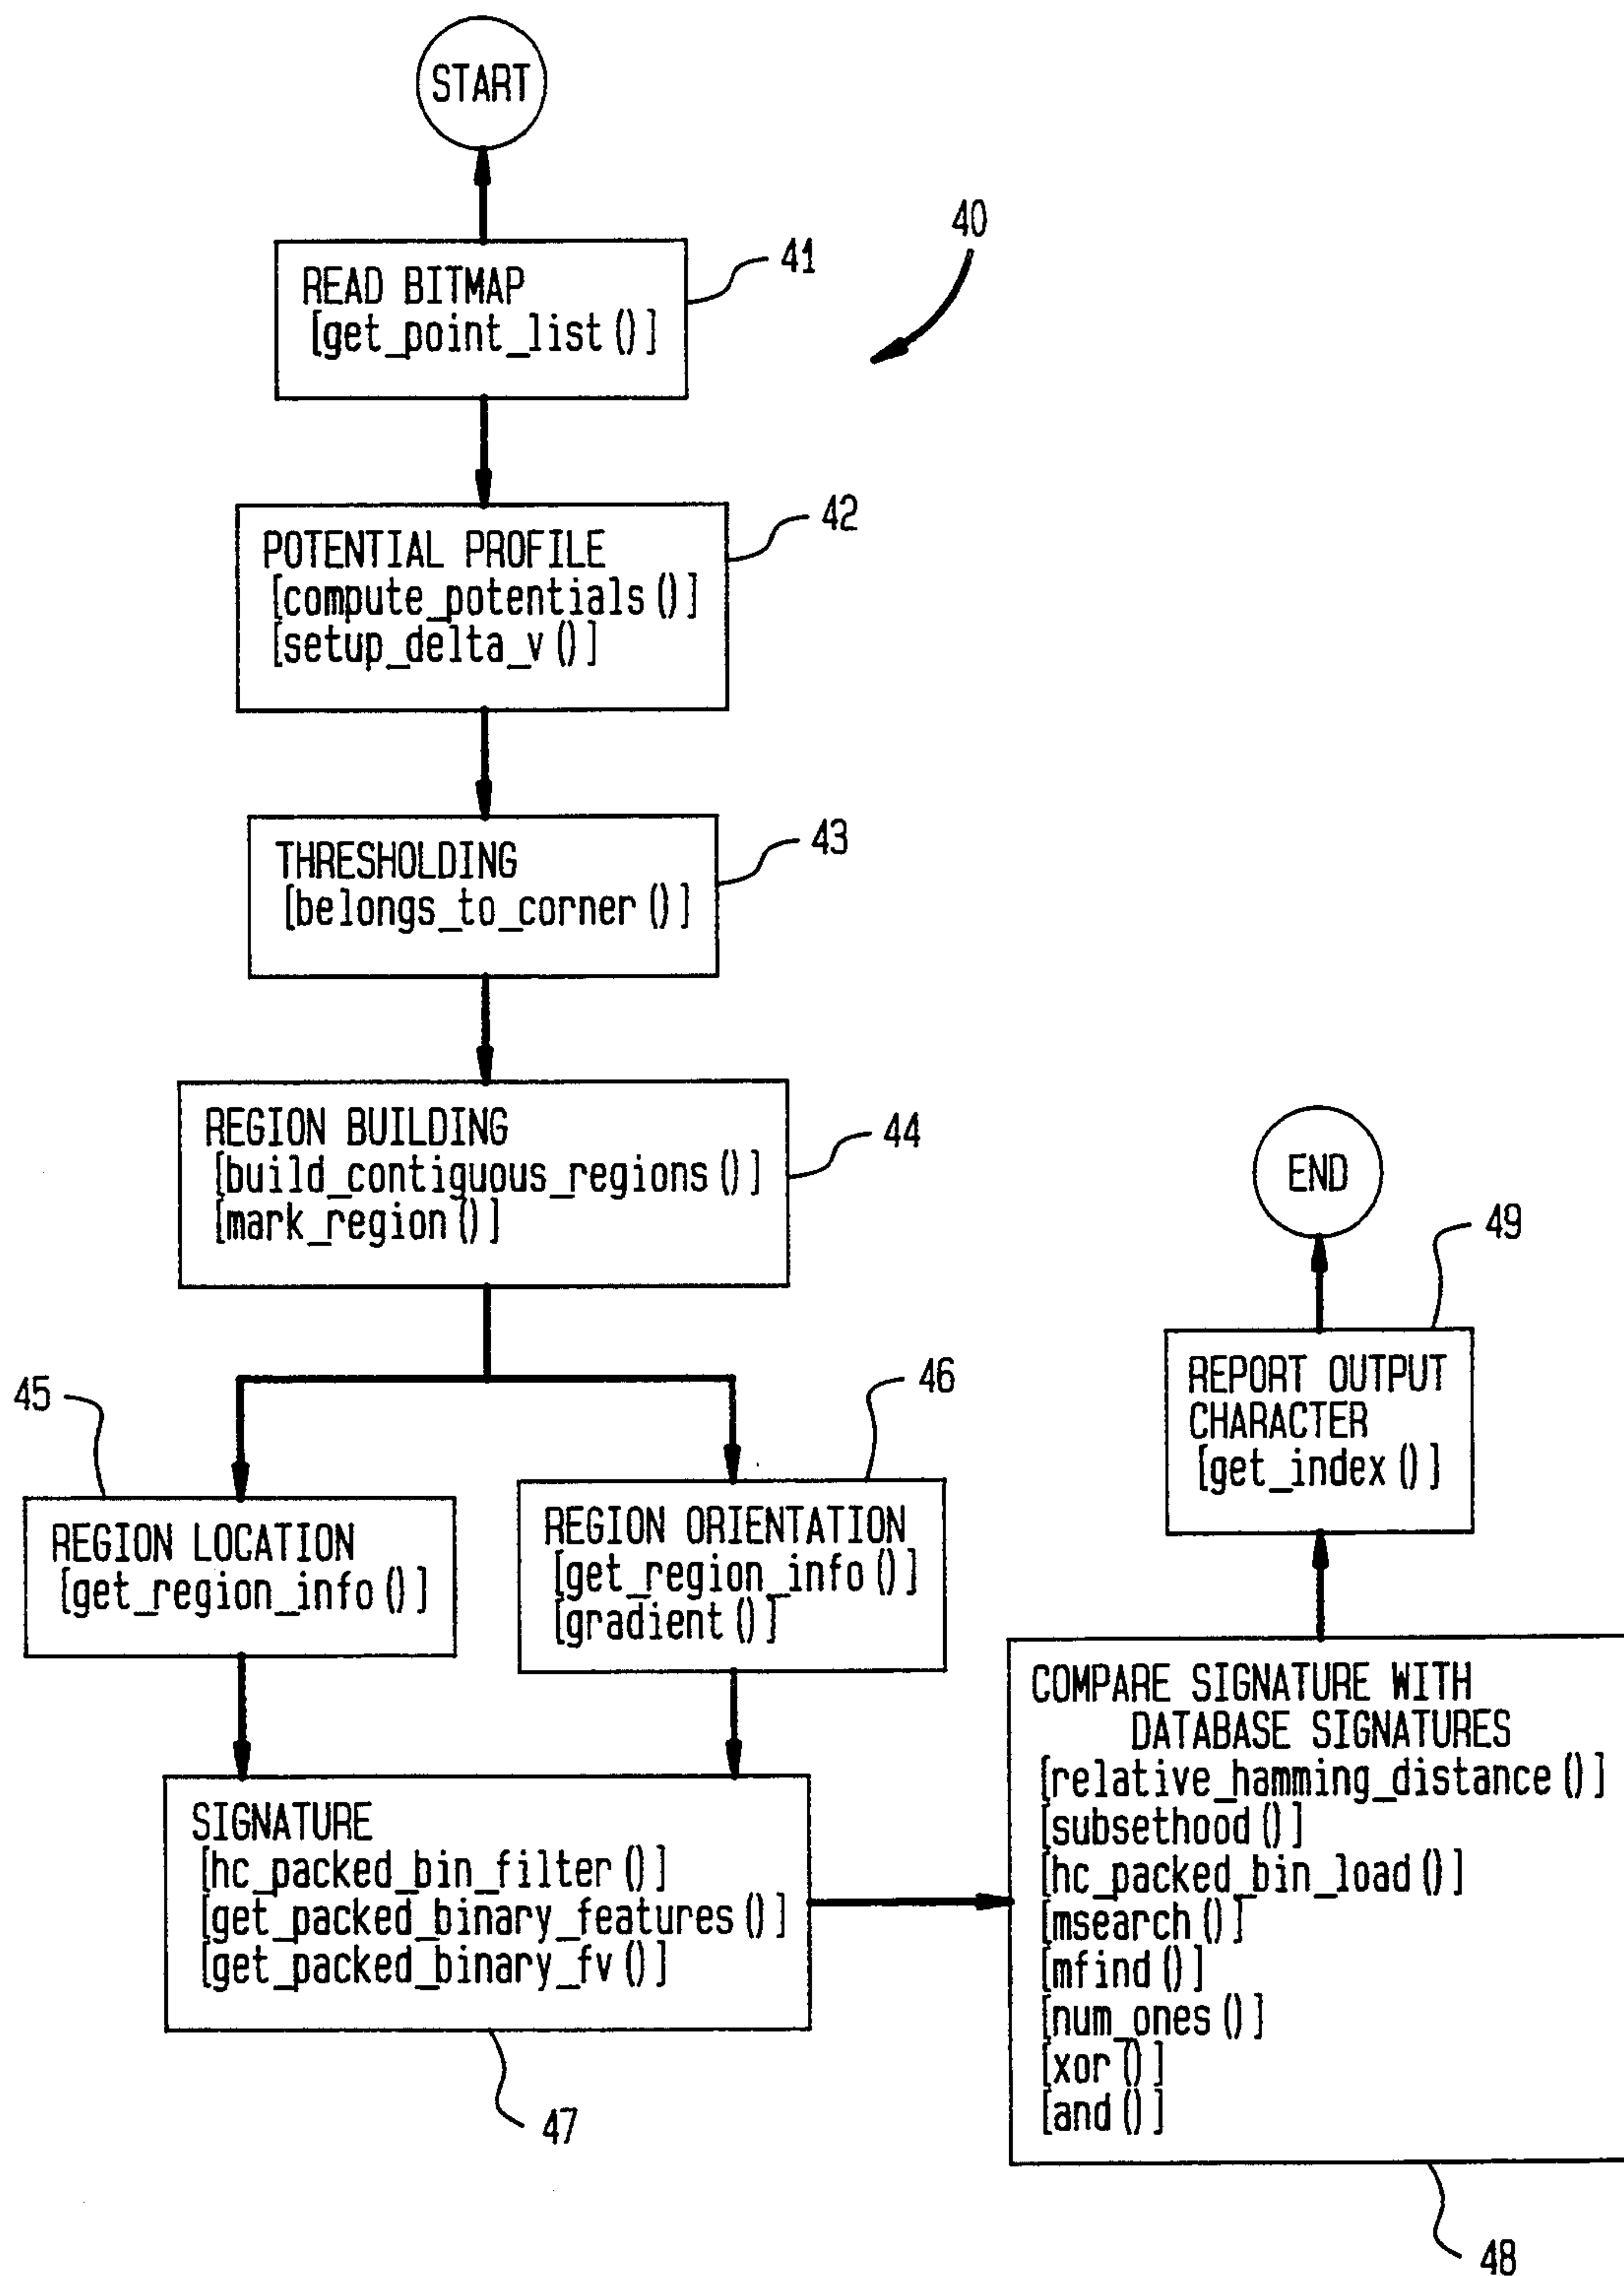 START
40
41
READ BITMAP
[get_point_list()]
42
POTENTIAL PROFILE
[compute_potentials()]
[setup_delta_v()]
43
THRESHOLDING
[belongs_to_corner()]
44
REGION BUILDING
[build_contiguous_regions()]
[mark_region()]
45
REGION LOCATION
[get_region_info()]
46
REGION ORIENTATION
[get_region_info()]
[gradient()]
SIGNATURE
[hc_packed_bin_filter()]
[get_packed_binary_features()]
[get_packed_binary_fv()]
47
COMPARE SIGNATURE WITH
DATABASE SIGNATURES
[relative_hamming_distance()]
[subsethood()]
[hc_packed_bin_load()]
[msearch()]
[mfind()]
[num_ones()]
[xor()]
[and()]
48
49
REPORT OUTPUT
CHARACTER
[get_index()]
END